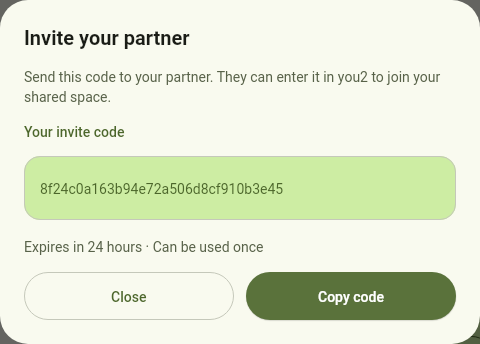 Invite your partner
Send this code to your partner. They can enter it in you2 to join your
shared space.
Your invite code
8f24c0a163b94e72a506d8cf910b3e45
Expires in 24 hours · Can be used once
Close
Copy code